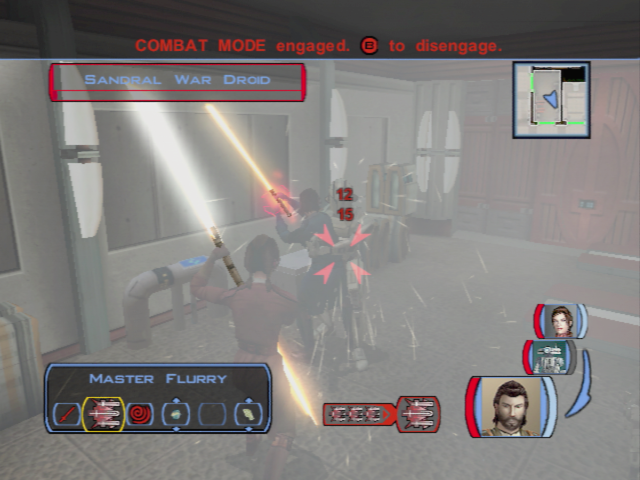 COMBAT MODE engaged. B to disengage.
SANDRAL WAR DROID
12
15
MASTER FLURRY